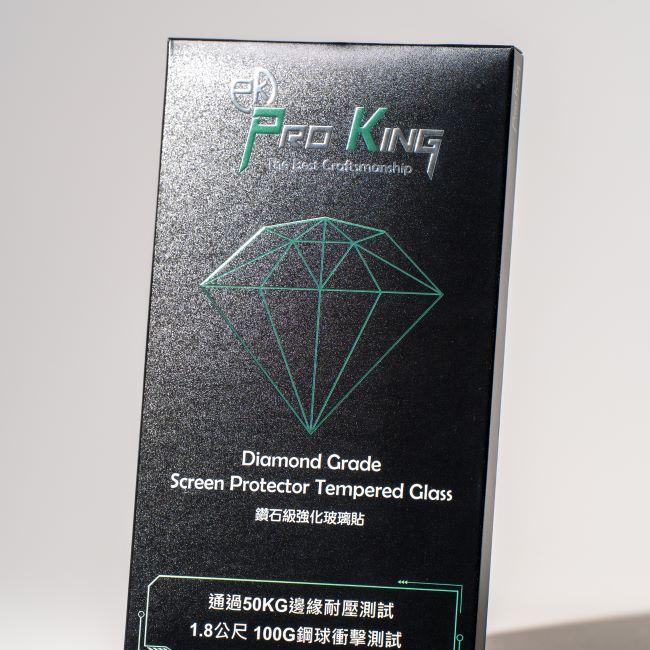 PK
PRO KING
The Best Craftsmanship
Diamond Grade
Screen Protector Tempered Glass
鑽石級強化玻璃貼
通過50KG邊緣耐壓測試
1.8公尺 100G鋼球衝擊測試